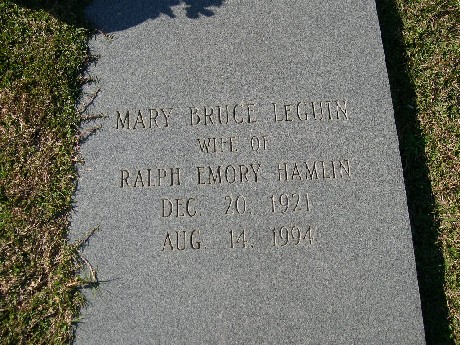 MARY BRUCE LEGUIN
WIFE OF
RALPH EMORY HAMLIN
DEC. 20, 1921
AUG. 14, 1994